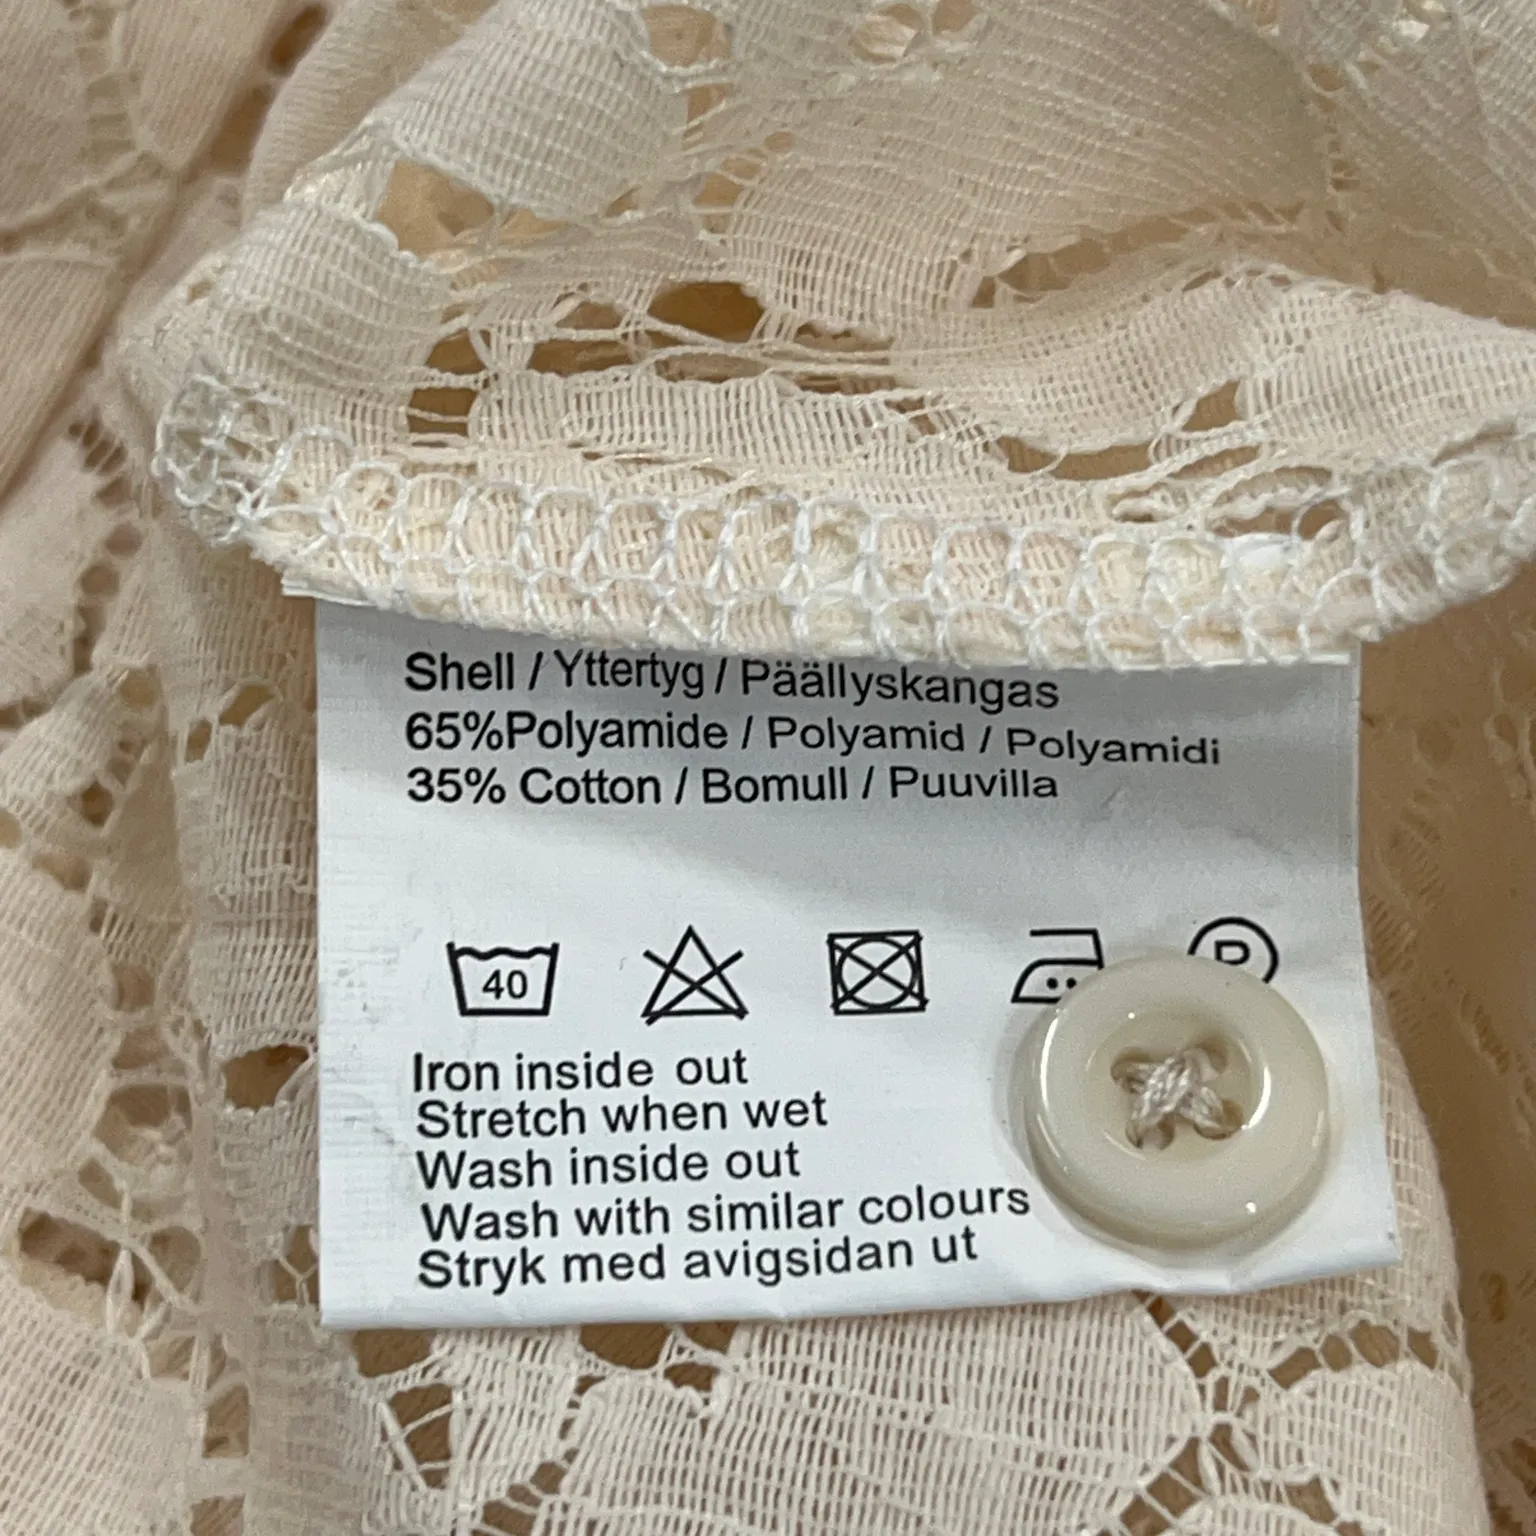 Shell / Yttertyg / Päällyskangas
65%Polyamide / Polyamid / Polyamidi
35% Cotton / Bomull / Puuvilla
40 P
Iron inside out
Stretch when wet
Wash inside out
Wash with similar colours
Stryk med avigsidan ut